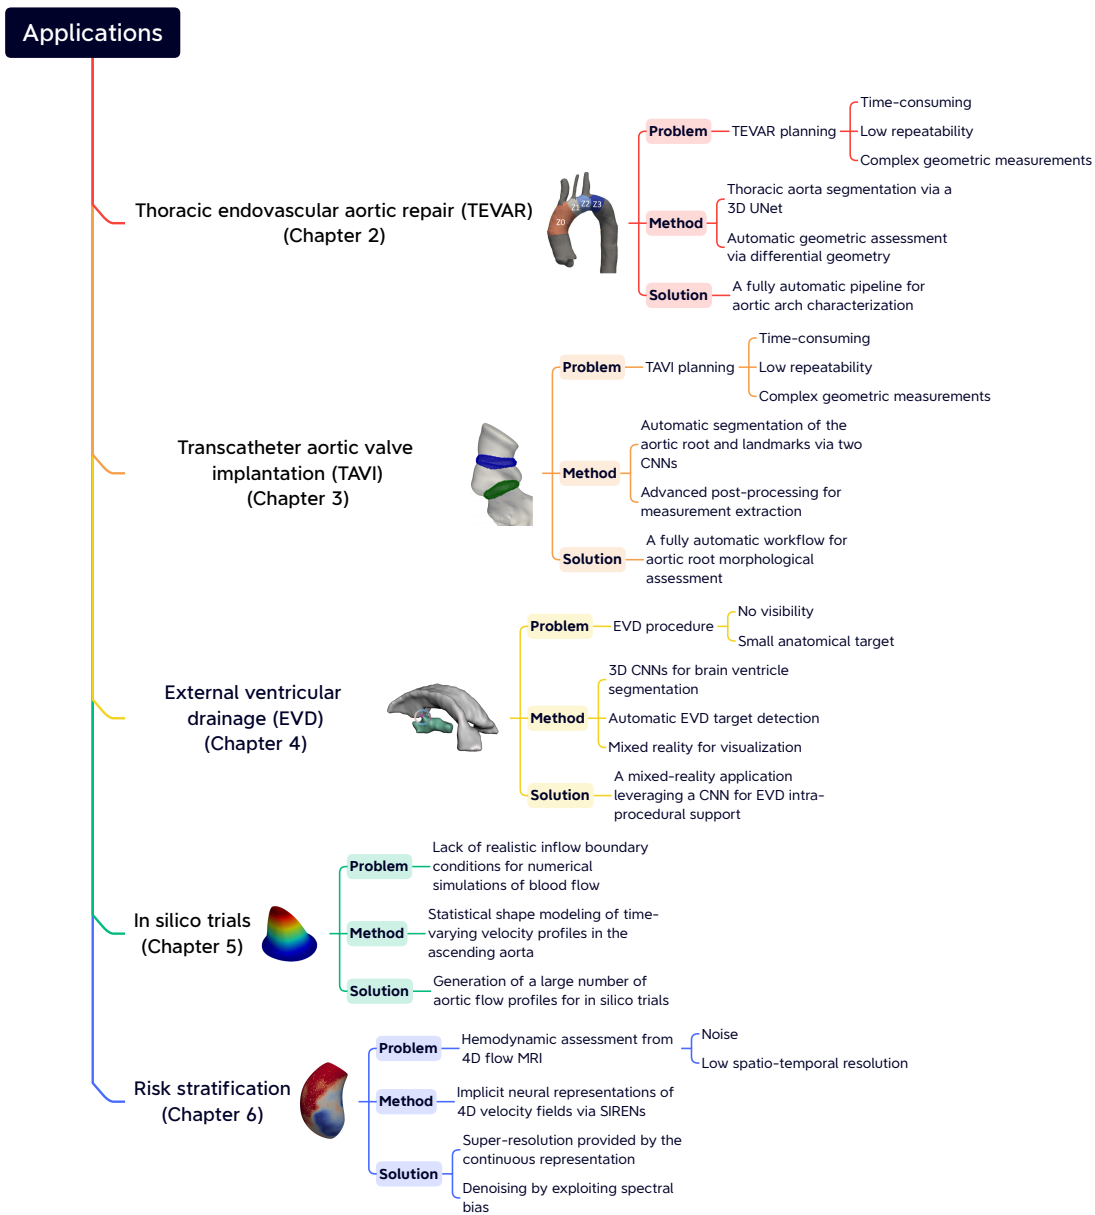 Applications
Thoracic endovascular aortic repair (TEVAR)
(Chapter 2)
Z0
Z1
Z2
Z3
Problem
TEVAR planning
Time-consuming
Low repeatability
Complex geometric measurements
Method
Thoracic aorta segmentation via a
3D UNet
Automatic geometric assessment
via differential geometry
Solution
A fully automatic pipeline for
aortic arch characterization
Transcatheter aortic valve
implantation (TAVI)
(Chapter 3)
Problem
TAVI planning
Time-consuming
Low repeatability
Complex geometric measurements
Method
Automatic segmentation of the
aortic root and landmarks via two
CNNs
Advanced post-processing for
measurement extraction
Solution
A fully automatic workflow for
aortic root morphological
assessment
External ventricular
drainage (EVD)
(Chapter 4)
Problem
EVD procedure
No visibility
Small anatomical target
Method
3D CNNs for brain ventricle
segmentation
Automatic EVD target detection
Mixed reality for visualization
Solution
A mixed-reality application
leveraging a CNN for EVD intra-
procedural support
In silico trials
(Chapter 5)
Problem
Lack of realistic inflow boundary
conditions for numerical
simulations of blood flow
Method
Statistical shape modeling of time-
varying velocity profiles in the
ascending aorta
Solution
Generation of a large number of
aortic flow profiles for in silico trials
Risk stratification
(Chapter 6)
Problem
Hemodynamic assessment from
4D flow MRI
Noise
Low spatio-temporal resolution
Method
Implicit neural representations of
4D velocity fields via SIRENs
Solution
Super-resolution provided by the
continuous representation
Denoising by exploiting spectral
bias